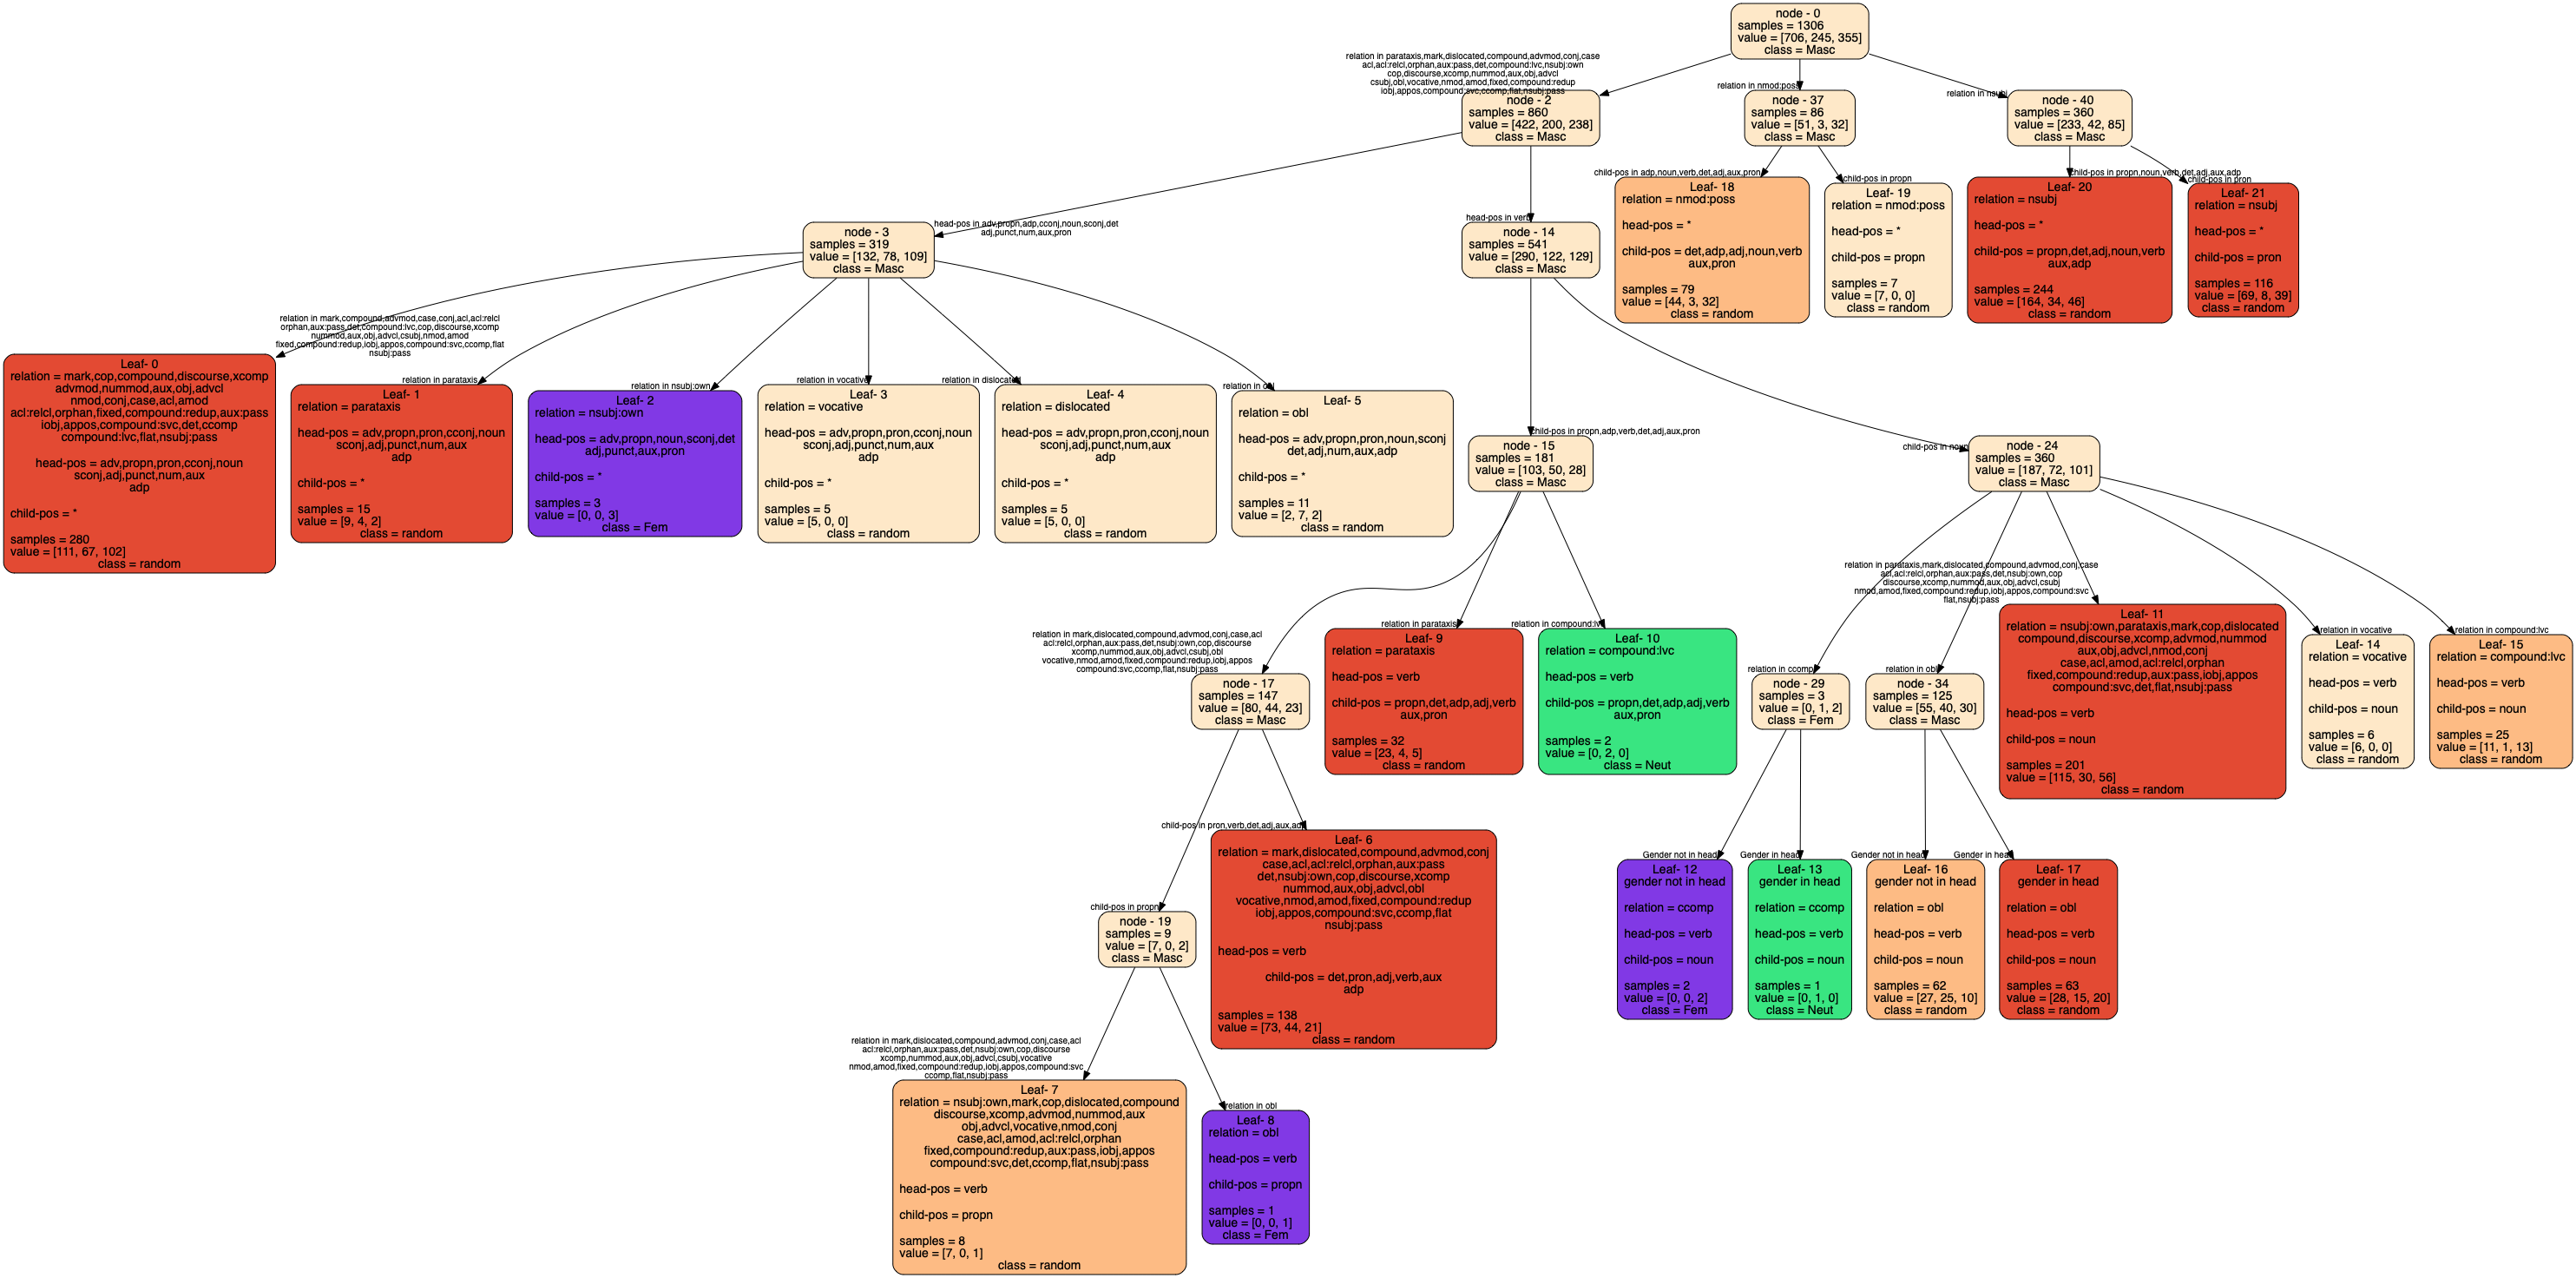 node - 0
samples = 1306
value = [706, 245, 355]
class = Masc
relation in parataxis,mark,dislocated,compound,advmod,conj,case
acl,acl:relcl,orphan,aux:pass,det,compound:lvc,nsubj:own
cop,discourse,xcomp,nummod,aux,obj,advcl
csubj,obl,vocative,nmod,amod,fixed,compound:redup
iobj,appos,compound:svc,ccomp,flat,nsubj:pass
node - 2
samples = 860
value = [422, 200, 238]
class = Masc
relation in nmod:poss
node - 37
samples = 86
value = [51, 3, 32]
class = Masc
relation in nsubj
node - 40
samples = 360
value = [233, 42, 85]
class = Masc
child-pos in adp,noun,verb,det,adj,aux,pron
Leaf- 18
relation = nmod:poss
head-pos = *
child-pos = det,adp,adj,noun,verb
aux,pron
samples = 79
value = [44, 3, 32]
class = random
child-pos in propn
Leaf- 19
relation = nmod:poss
head-pos = *
child-pos = propn
samples = 7
value = [7, 0, 0]
class = random
child-pos in propn,noun,verb,det,adj,aux,adp
Leaf- 20
relation = nsubj
head-pos = *
child-pos = propn,det,adj,noun,verb
aux,adp
samples = 244
value = [164, 34, 46]
class = random
child-pos in pron
Leaf- 21
relation = nsubj
head-pos = *
child-pos = pron
samples = 116
value = [69, 8, 39]
class = random
head-pos in adv,propn,adp,cconj,noun,sconj,det
adj,punct,num,aux,pron
node - 3
samples = 319
value = [132, 78, 109]
class = Masc
head-pos in verb
node - 14
samples = 541
value = [290, 122, 129]
class = Masc
relation in mark,compound,advmod,case,conj,acl,acl:relcl
orphan,aux:pass,det,compound:lvc,cop,discourse,xcomp
nummod,aux,obj,advcl,csubj,nmod,amod
fixed,compound:redup,iobj,appos,compound:svc,ccomp,flat
nsubj:pass
Leaf- 0
relation = mark,cop,compound,discourse,xcomp
advmod,nummod,aux,obj,advcl
nmod,conj,case,acl,amod
acl:relcl,orphan,fixed,compound:redup,aux:pass
iobj,appos,compound:svc,det,ccomp
compound:lvc,flat,nsubj:pass
head-pos = adv,propn,pron,cconj,noun
sconj,adj,punct,num,aux
adp
child-pos = *
samples = 280
value = [111, 67, 102]
class = random
relation in parataxis
Leaf- 1
relation = parataxis
head-pos = adv,propn,pron,cconj,noun
sconj,adj,punct,num,aux
adp
child-pos = *
samples = 15
value = [9, 4, 2]
class = random
relation in nsubj:own
Leaf- 2
relation = nsubj:own
head-pos = adv,propn,noun,sconj,det
adj,punct,aux,pron
child-pos = *
samples = 3
value = [0, 0, 3]
class = Fem
relation in vocative
Leaf- 3
relation = vocative
head-pos = adv,propn,pron,cconj,noun
sconj,adj,punct,num,aux
adp
child-pos = *
samples = 5
value = [5, 0, 0]
class = random
relation in dislocated
Leaf- 4
relation = dislocated
head-pos = adv,propn,pron,cconj,noun
sconj,adj,punct,num,aux
adp
child-pos = *
samples = 5
value = [5, 0, 0]
class = random
relation in obl
Leaf- 5
relation = obl
head-pos = adv,propn,pron,noun,sconj
det,adj,num,aux,adp
child-pos = *
samples = 11
value = [2, 7, 2]
class = random
child-pos in propn,adp,verb,det,adj,aux,pron
node - 15
samples = 181
value = [103, 50, 28]
class = Masc
child-pos in noun
node - 24
samples = 360
value = [187, 72, 101]
class = Masc
relation in mark,dislocated,compound,advmod,conj,case,acl
acl:relcl,orphan,aux:pass,det,nsubj:own,cop,discourse
xcomp,nummod,aux,obj,advcl,csubj,obl
vocative,nmod,amod,fixed,compound:redup,iobj,appos
compound:svc,ccomp,flat,nsubj:pass
node - 17
samples = 147
value = [80, 44, 23]
class = Masc
relation in parataxis
Leaf- 9
relation = parataxis
head-pos = verb
child-pos = propn,det,adp,adj,verb
aux,pron
samples = 32
value = [23, 4, 5]
class = random
relation in compound:lvc
Leaf- 10
relation = compound:lvc
head-pos = verb
child-pos = propn,det,adp,adj,verb
aux,pron
samples = 2
value = [0, 2, 0]
class = Neut
relation in parataxis,mark,dislocated,compound,advmod,conj,case
acl,acl:relcl,orphan,aux:pass,det,nsubj:own,cop
discourse,xcomp,nummod,aux,obj,advcl,csubj
nmod,amod,fixed,compound:redup,iobj,appos,compound:svc
flat,nsubj:pass
relation in ccomp
node - 29
samples = 3
value = [0, 1, 2]
class = Fem
relation in obl
node - 34
samples = 125
value = [55, 40, 30]
class = Masc
Leaf- 11
relation = nsubj:own,parataxis,mark,cop,dislocated
compound,discourse,xcomp,advmod,nummod
aux,obj,advcl,nmod,conj
case,acl,amod,acl:relcl,orphan
fixed,compound:redup,aux:pass,iobj,appos
compound:svc,det,flat,nsubj:pass
head-pos = verb
child-pos = noun
samples = 201
value = [115, 30, 56]
class = random
relation in vocative
Leaf- 14
relation = vocative
head-pos = verb
child-pos = noun
samples = 6
value = [6, 0, 0]
class = random
relation in compound:lvc
Leaf- 15
relation = compound:lvc
head-pos = verb
child-pos = noun
samples = 25
value = [11, 1, 13]
class = random
child-pos in propn
node - 19
samples = 9
value = [7, 0, 2]
class = Masc
child-pos in pron,verb,det,adj,aux,adp
Leaf- 6
relation = mark,dislocated,compound,advmod,conj
case,acl,acl:relcl,orphan,aux:pass
det,nsubj:own,cop,discourse,xcomp
nummod,aux,obj,advcl,obl
vocative,nmod,amod,fixed,compound:redup
iobj,appos,compound:svc,ccomp,flat
nsubj:pass
head-pos = verb
child-pos = det,pron,adj,verb,aux
adp
samples = 138
value = [73, 44, 21]
class = random
Gender not in head
Leaf- 12
gender not in head
relation = ccomp
head-pos = verb
child-pos = noun
samples = 2
value = [0, 0, 2]
class = Fem
Gender in head
Leaf- 13
gender in head
relation = ccomp
head-pos = verb
child-pos = noun
samples = 1
value = [0, 1, 0]
class = Neut
Gender not in head
Leaf- 16
gender not in head
relation = obl
head-pos = verb
child-pos = noun
samples = 62
value = [27, 25, 10]
class = random
Gender in head
Leaf- 17
gender in head
relation = obl
head-pos = verb
child-pos = noun
samples = 63
value = [28, 15, 20]
class = random
relation in mark,dislocated,compound,advmod,conj,case,acl
acl:relcl,orphan,aux:pass,det,nsubj:own,cop,discourse
xcomp,nummod,aux,obj,advcl,csubj,vocative
nmod,amod,fixed,compound:redup,iobj,appos,compound:svc
ccomp,flat,nsubj:pass
Leaf- 7
relation = nsubj:own,mark,cop,dislocated,compound
discourse,xcomp,advmod,nummod,aux
obj,advcl,vocative,nmod,conj
case,acl,amod,acl:relcl,orphan
fixed,compound:redup,aux:pass,iobj,appos
compound:svc,det,ccomp,flat,nsubj:pass
head-pos = verb
child-pos = propn
samples = 8
value = [7, 0, 1]
class = random
relation in obl
Leaf- 8
relation = obl
head-pos = verb
child-pos = propn
samples = 1
value = [0, 0, 1]
class = Fem